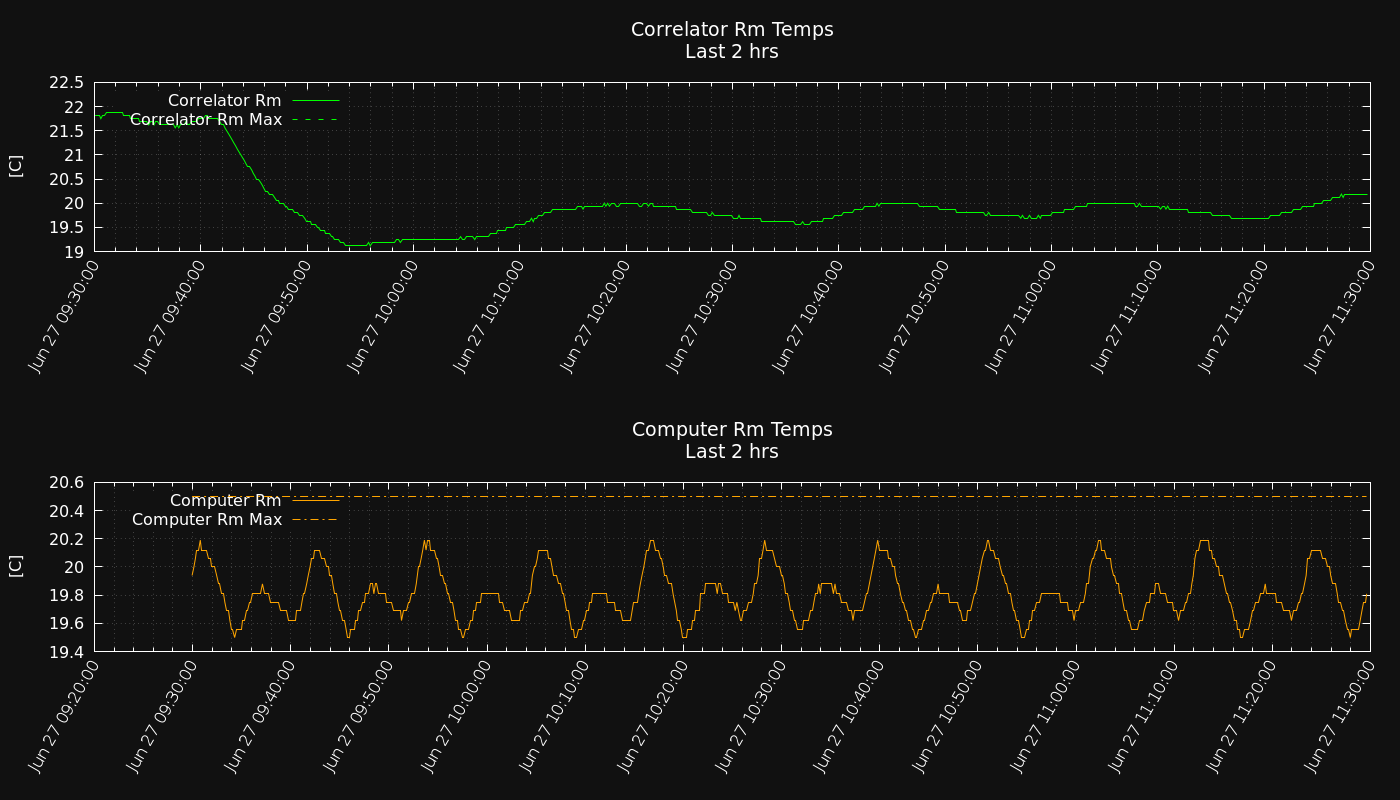 Correlator Rm Temps
Last 2 hrs
22.5
22
21.5
21
20.5
20
19.5
19
[C]
Correlator Rm
Correlator Rm Max
Jun 27 09:30:00
Jun 27 09:40:00
Jun 27 09:50:00
Jun 27 10:00:00
Jun 27 10:10:00
Jun 27 10:20:00
Jun 27 10:30:00
Jun 27 10:40:00
Jun 27 10:50:00
Jun 27 11:00:00
Jun 27 11:10:00
Jun 27 11:20:00
Jun 27 11:30:00
Computer Rm Temps
Last 2 hrs
20.6
20.4
20.2
20
19.8
19.6
19.4
[C]
Computer Rm
Computer Rm Max
Jun 27 09:20:00
Jun 27 09:30:00
Jun 27 09:40:00
Jun 27 09:50:00
Jun 27 10:00:00
Jun 27 10:10:00
Jun 27 10:20:00
Jun 27 10:30:00
Jun 27 10:40:00
Jun 27 10:50:00
Jun 27 11:00:00
Jun 27 11:10:00
Jun 27 11:20:00
Jun 27 11:30:00